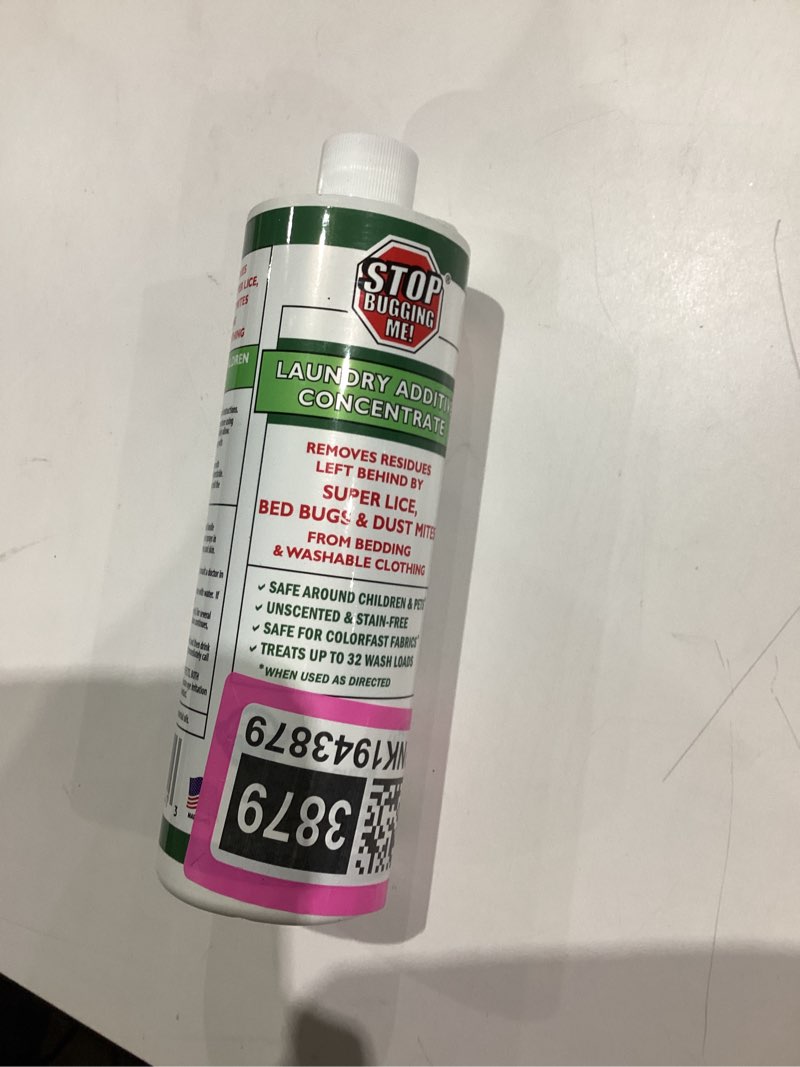 STOP
BUGGING
ME!
LAUNDRY ADDITI
CONCENTRATE
REMOVES RESIDUES
LEFT BEHIND BY
SUPER LICE,
BED BUGS & DUST MITES
FROM BEDDING
& WASHABLE CLOTHING
✓ SAFE AROUND CHILDREN & PETS*
✓ UNSCENTED & STAIN-FREE
✓ SAFE FOR COLORFAST FABRICS*
✓ TREATS UP TO 32 WASH LOADS
*WHEN USED AS DIRECTED
NK1943879
3879